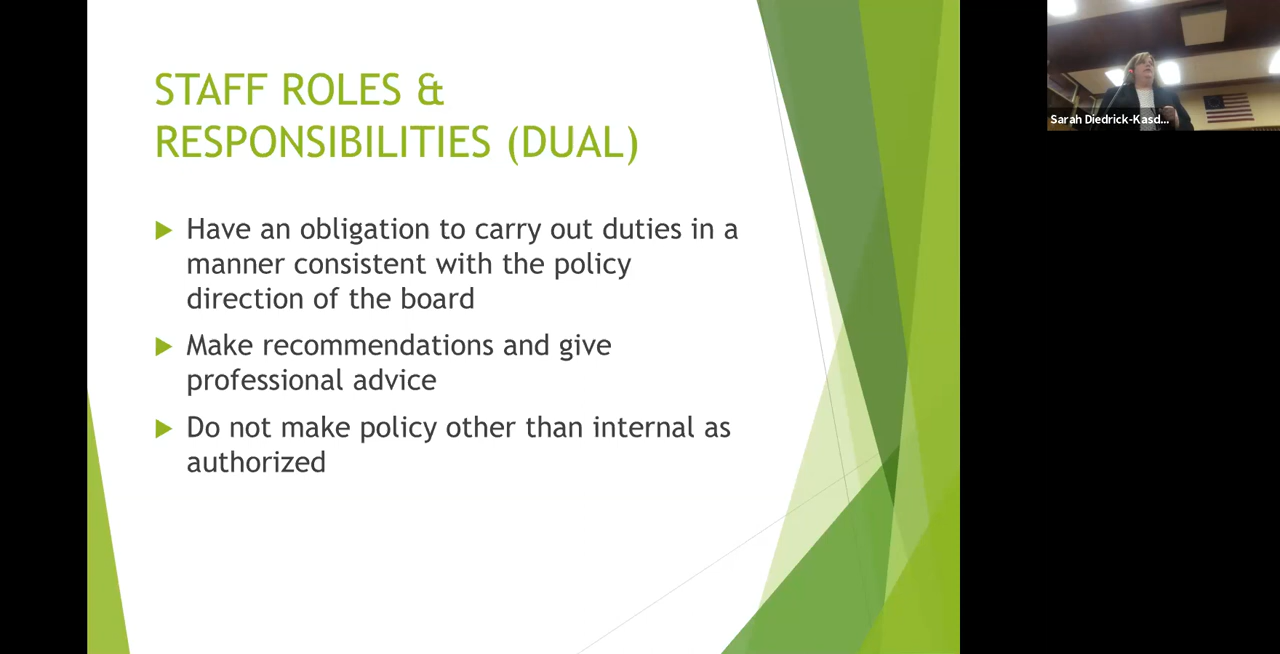 STAFF ROLES &
RESPONSIBILITIES (DUAL)
Have an obligation to carry out duties in a
manner consistent with the policy
direction of the board
Make recommendations and give
professional advice
Do not make policy other than internal as
authorized
Sarah Diedrick-Kasd...